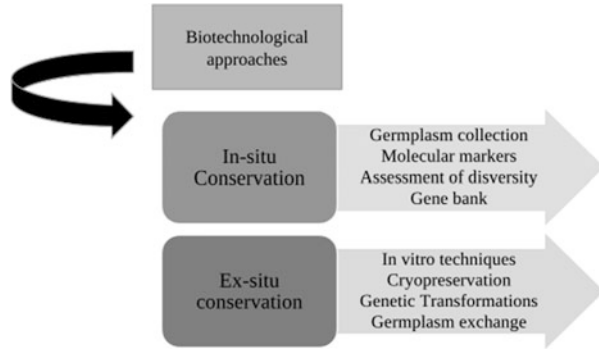 Biotechnological
approaches
In-situ
Conservation
Germplasm collection
Molecular markers
Assessment of disversity
Gene bank
Ex-situ
conservation
In vitro techniques
Cryopreservation
Genetic Transformations
Germplasm exchange